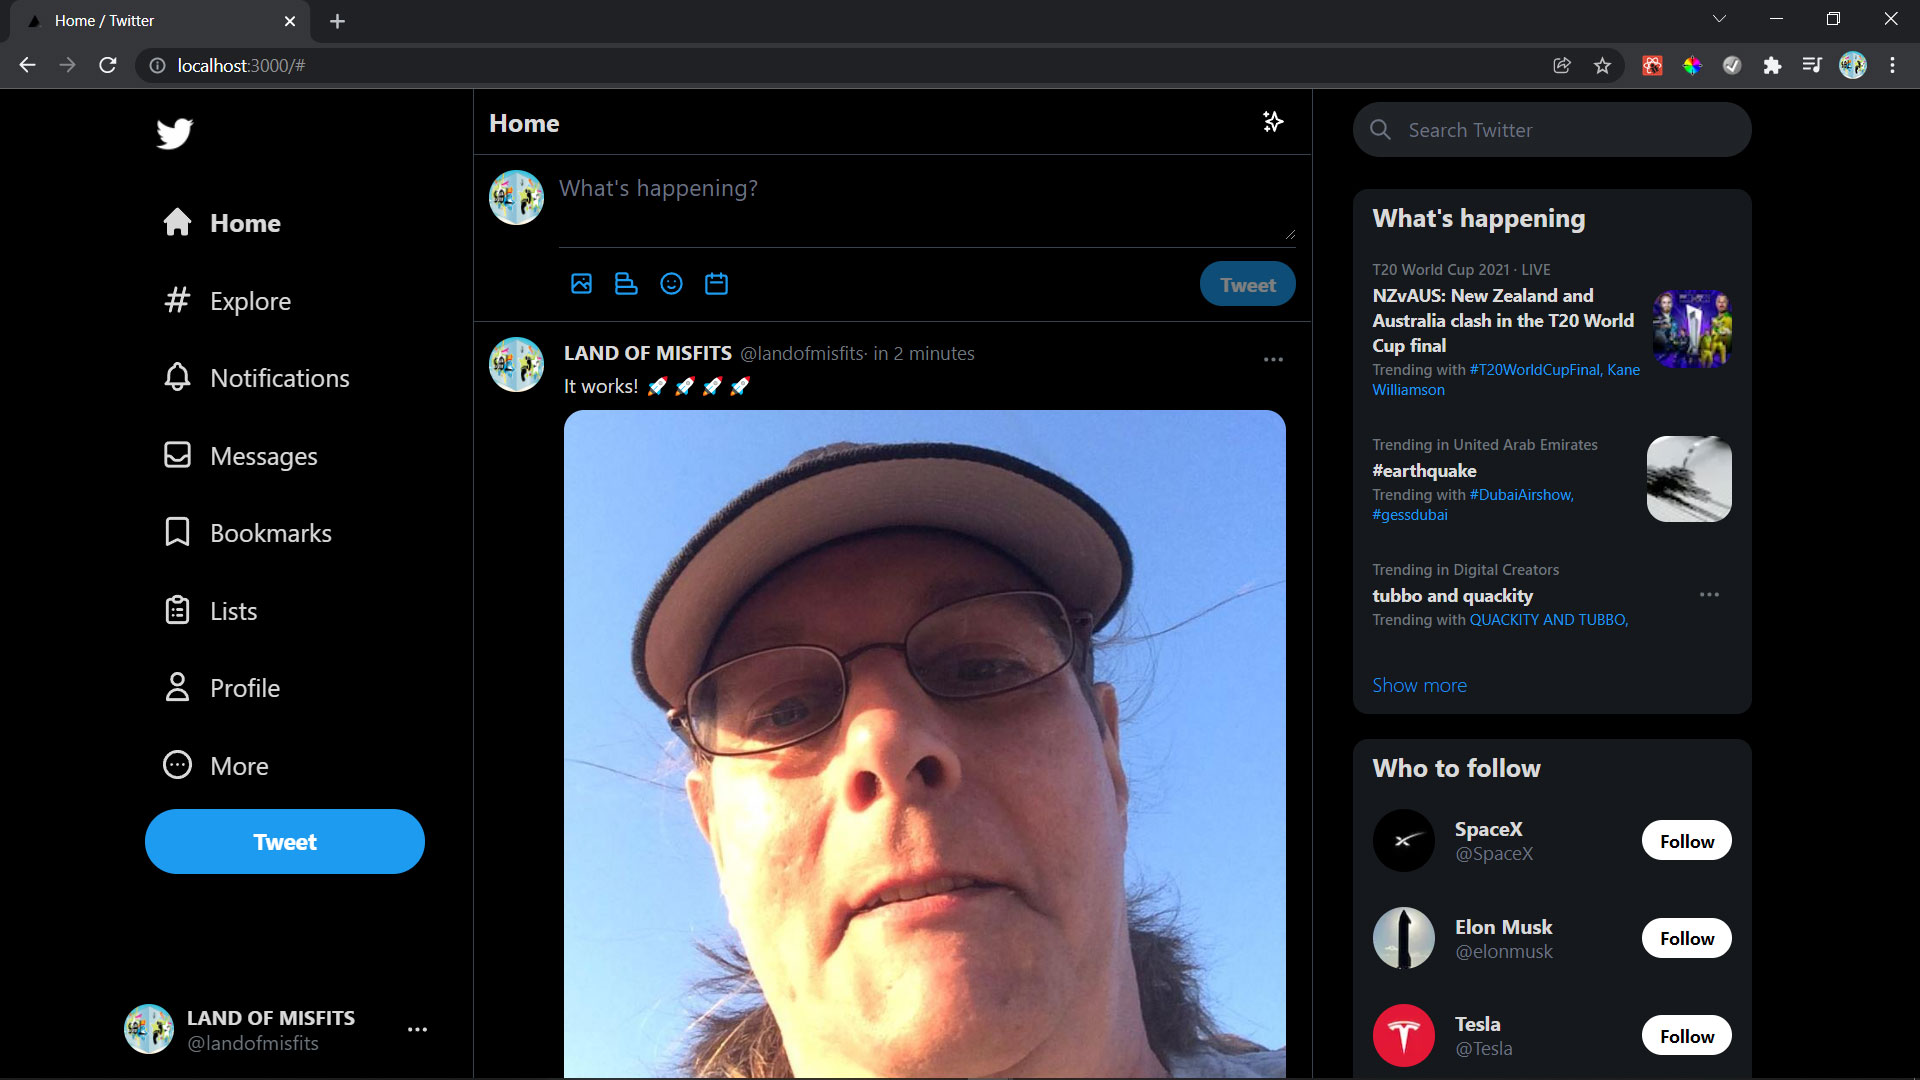 Home / Twitter
localhost:3000/#
Home
Explore
Notifications
Messages
Bookmarks
Lists
Profile
More
Tweet
LAND OF MISFITS
@landofmisfits
Home
What's happening?
Tweet
LAND OF MISFITS @landofmisfits· in 2 minutes
It works! 🚀 🚀 🚀 🚀
Search Twitter
What's happening
T20 World Cup 2021 · LIVE
NZvAUS: New Zealand and
Australia clash in the T20 World
Cup final
Trending with #T20WorldCupFinal, Kane
Williamson
Trending in United Arab Emirates
#earthquake
Trending with #DubaiAirshow,
#gessdubai
Trending in Digital Creators
tubbo and quackity
Trending with QUACKITY AND TUBBO,
Show more
Who to follow
SpaceX
@SpaceX
Follow
Elon Musk
@elonmusk
Follow
Tesla
@Tesla
Follow